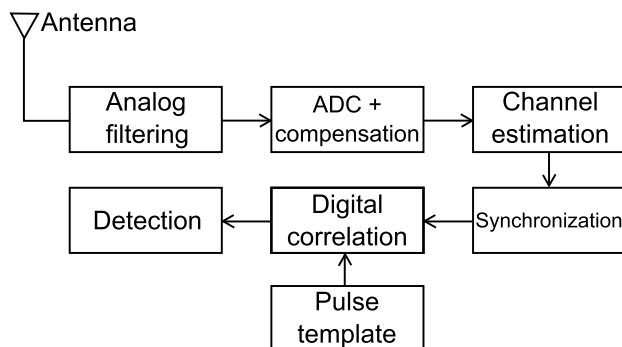 Antenna
Analog
filtering
ADC +
compensation
Channel
estimation
Detection
Digital
correlation
Synchronization
Pulse
template